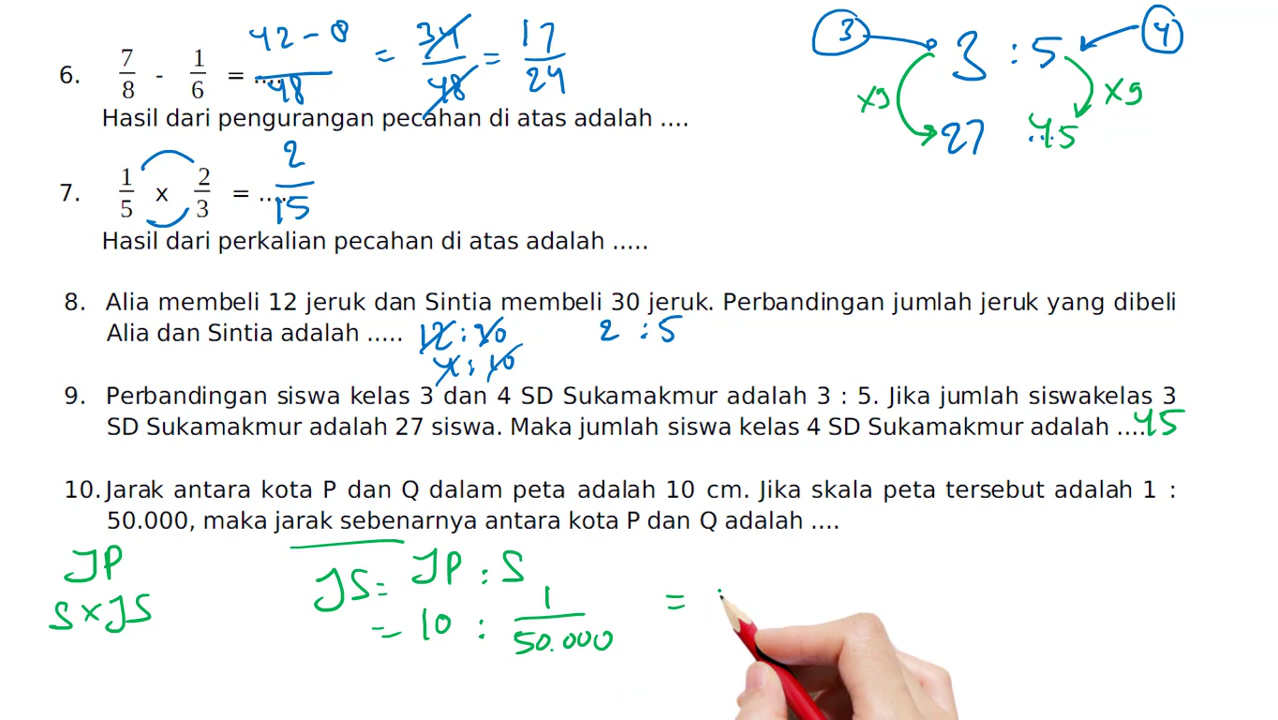 6. 7/8 - 1/6 = .... 42 - 8 / 48 = 34/48 = 17/24
Hasil dari pengurangan pecahan di atas adalah ....
3 3 : 5 4
x9 x9
27 : 45
7. 1/5 x 2/3 = ..... 2/15
Hasil dari perkalian pecahan di atas adalah .....
8. Alia membeli 12 jeruk dan Sintia membeli 30 jeruk. Perbandingan jumlah jeruk yang dibeli
Alia dan Sintia adalah ..... 12 : 30 2 : 5
4 : 10
9. Perbandingan siswa kelas 3 dan 4 SD Sukamakmur adalah 3 : 5. Jika jumlah siswakelas 3
SD Sukamakmur adalah 27 siswa. Maka jumlah siswa kelas 4 SD Sukamakmur adalah .... 45
10. Jarak antara kota P dan Q dalam peta adalah 10 cm. Jika skala peta tersebut adalah 1 :
50.000, maka jarak sebenarnya antara kota P dan Q adalah ....
JP
S x JS
JS = JP : S
= 10 : 1/50.000 =